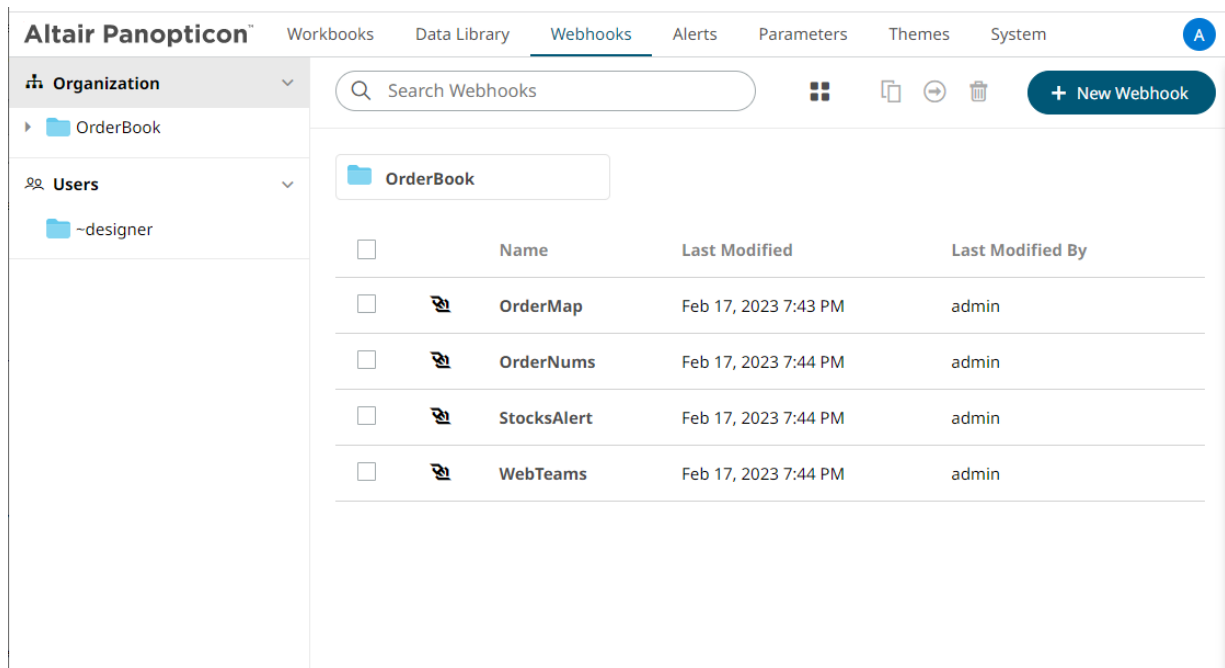 Altair Panopticon™ Workbooks Data Library Webhooks Alerts Parameters Themes System A
Organization
Search Webhooks
+ New Webhook
OrderBook
Users
~designer
OrderBook
Name Last Modified Last Modified By
OrderMap Feb 17, 2023 7:43 PM admin
OrderNums Feb 17, 2023 7:44 PM admin
StocksAlert Feb 17, 2023 7:44 PM admin
WebTeams Feb 17, 2023 7:44 PM admin